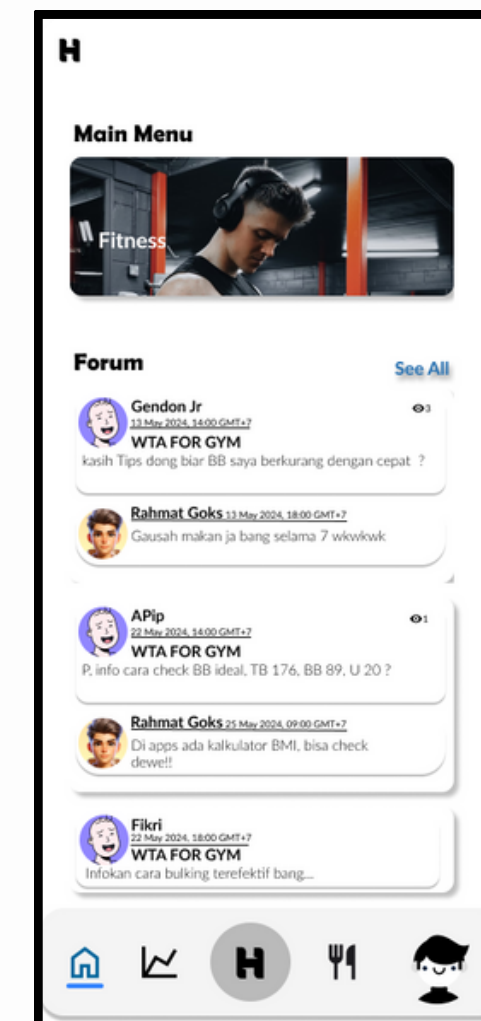 H
Main Menu
Fitness
Forum
See All
Gendon Jr
3
13 May 2024, 14:00 GMT+7
WTA FOR GYM
kasih Tips dong biar BB saya berkurang dengan cepat ?
Rahmat Goks 13 May 2024, 18:00 GMT+7
Gausah makan ja bang selama 7 wkwkwk
APip
1
22 May 2024, 14:00 GMT+7
WTA FOR GYM
P, info cara check BB ideal, TB 176, BB 89, U 20 ?
Rahmat Goks 25 May 2024, 09:00 GMT+7
Di apps ada kalkulator BMI, bisa check
dewe!!
Fikri
22 May 2024, 18:00 GMT+7
WTA FOR GYM
Infokan cara bulking terefektif bang...
H